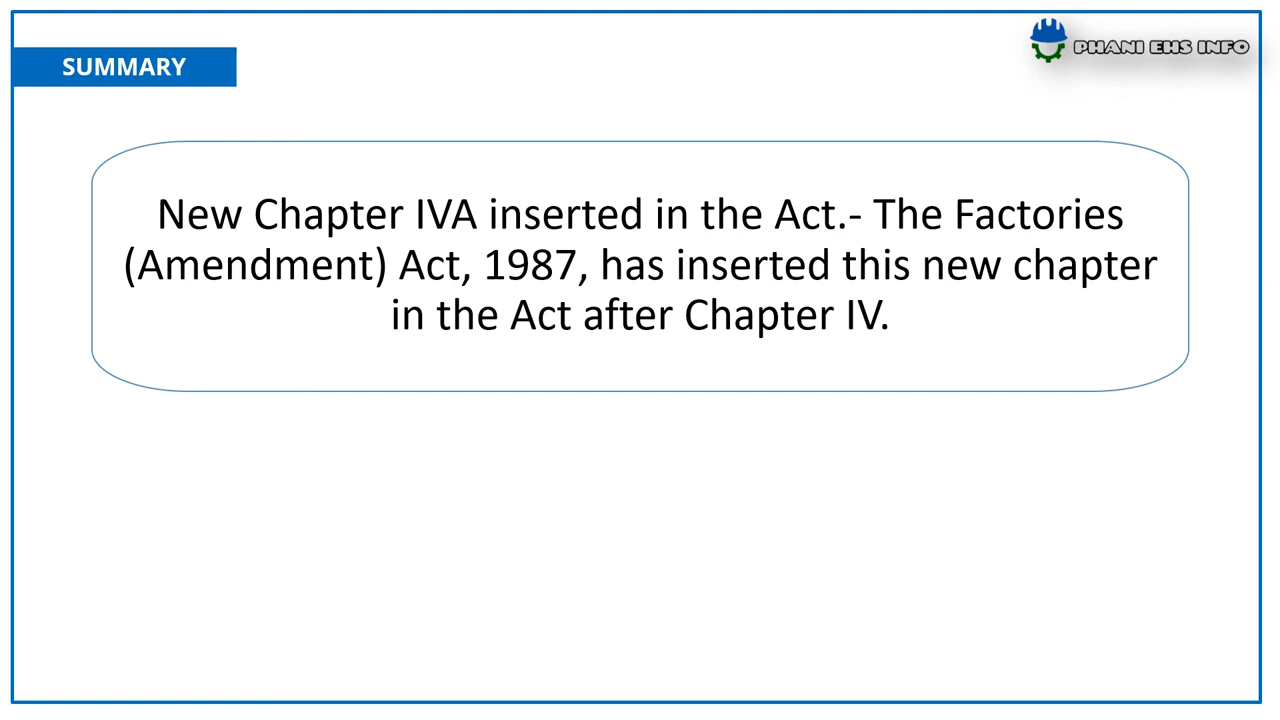 PHANI EHS INFO
SUMMARY
New Chapter IVA inserted in the Act.- The Factories
(Amendment) Act, 1987, has inserted this new chapter
in the Act after Chapter IV.